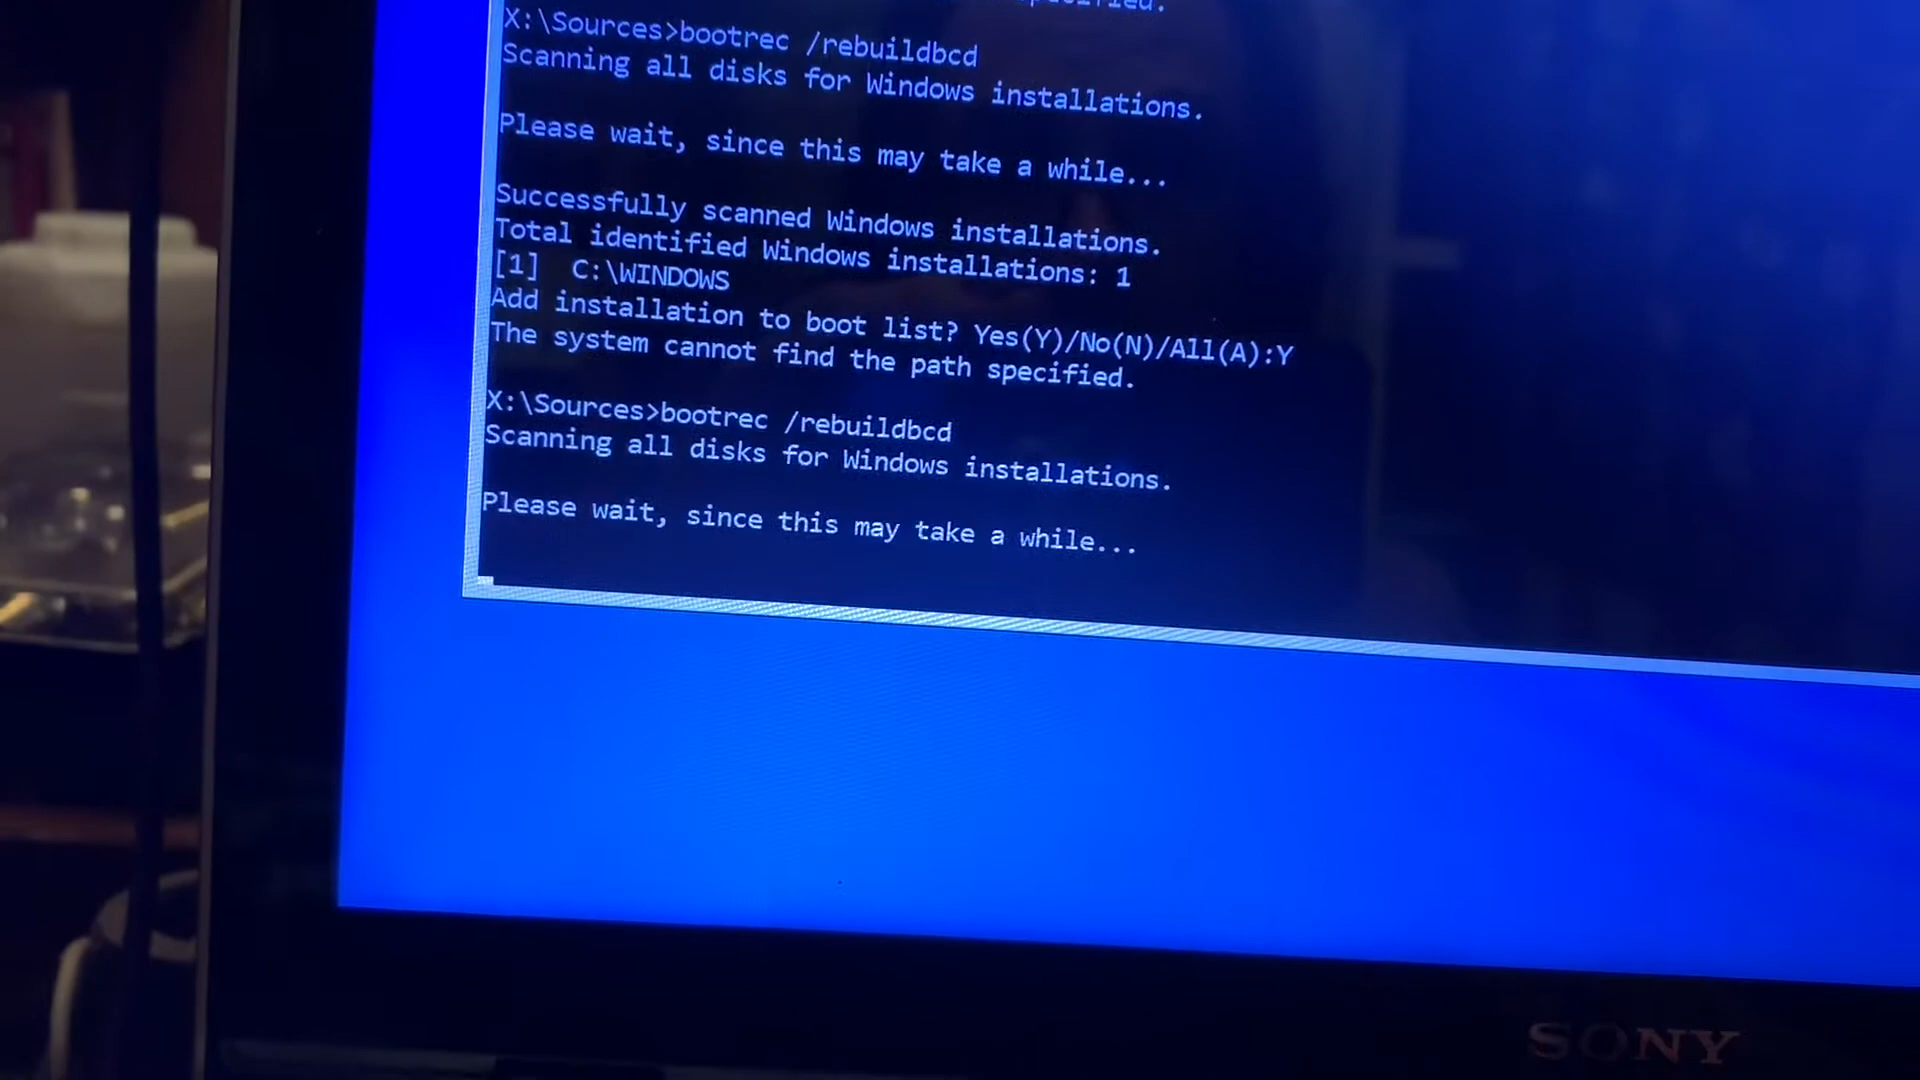 X:\Sources>bootrec /rebuildbcd
Scanning all disks for Windows installations.
Please wait, since this may take a while...
Successfully scanned Windows installations.
Total identified Windows installations: 1
[1]  C:\WINDOWS
Add installation to boot list? Yes(Y)/No(N)/All(A):Y
The system cannot find the path specified.
X:\Sources>bootrec /rebuildbcd
Scanning all disks for Windows installations.
Please wait, since this may take a while...
SONY